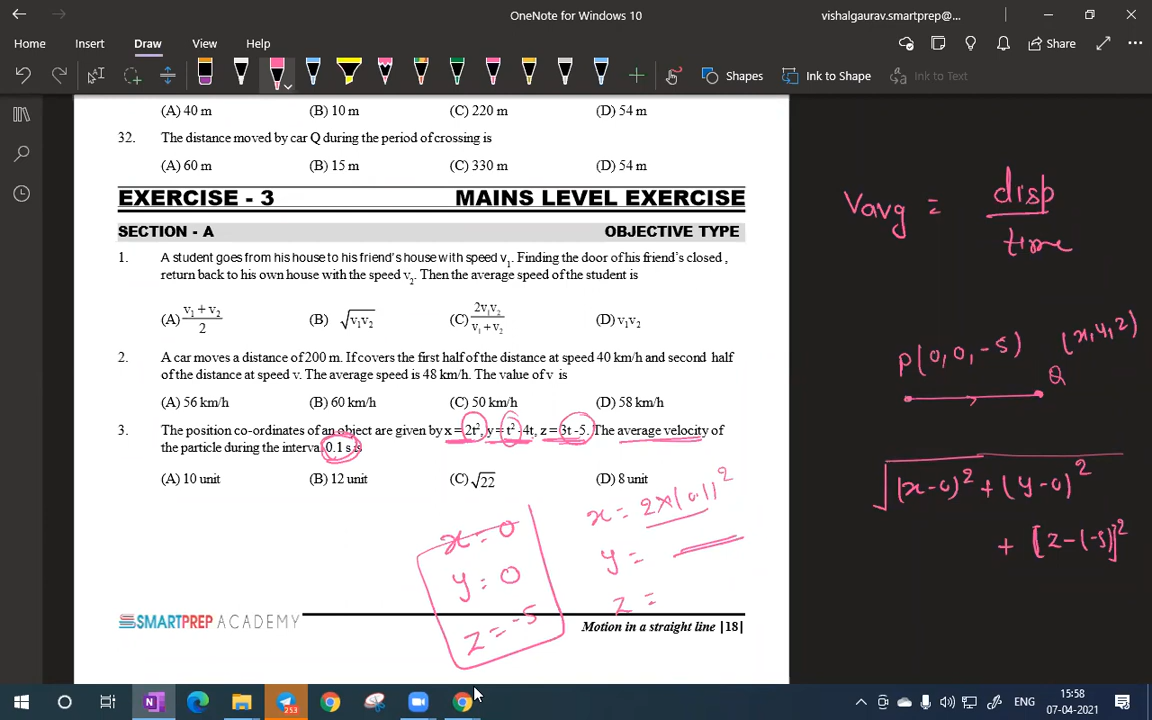 OneNote for Windows 10
vishalgaurav.smartprep@...
Home Insert Draw View Help
Share
Shapes Ink to Shape Ink to Text
(A) 40 m (B) 10 m (C) 220 m (D) 54 m
32. The distance moved by car Q during the period of crossing is
(A) 60 m (B) 15 m (C) 330 m (D) 54 m
EXERCISE - 3 MAINS LEVEL EXERCISE
SECTION - A OBJECTIVE TYPE
1. A student goes from his house to his friend's house with speed v₁. Finding the door of his friend's closed ,
return back to his own house with the speed v₂. Then the average speed of the student is
(A) (v₁ + v₂)/2 (B) √v₁v₂ (C) 2v₁v₂/(v₁ + v₂) (D) v₁v₂
2. A car moves a distance of 200 m. If covers the first half of the distance at speed 40 km/h and second half
of the distance at speed v. The average speed is 48 km/h. The value of v is
(A) 56 km/h (B) 60 km/h (C) 50 km/h (D) 58 km/h
3. The position co-ordinates of an object are given by x = 2t², y = t² -4t, z = 3t -5. The average velocity of
the particle during the interval 0.1 s is
(A) 10 unit (B) 12 unit (C) √22 (D) 8 unit
x = 0
y = 0
z = -5
x = 2×(0.1)²
y =
z =
Vavg = disp/time
P(0,0,-5) (x,y,z)
Q
√(x-0)² + (y-0)²
+ [z-(-5)]²
SMARTPREP ACADEMY Motion in a straight line |18|
253
ENG
15:58
07-04-2021